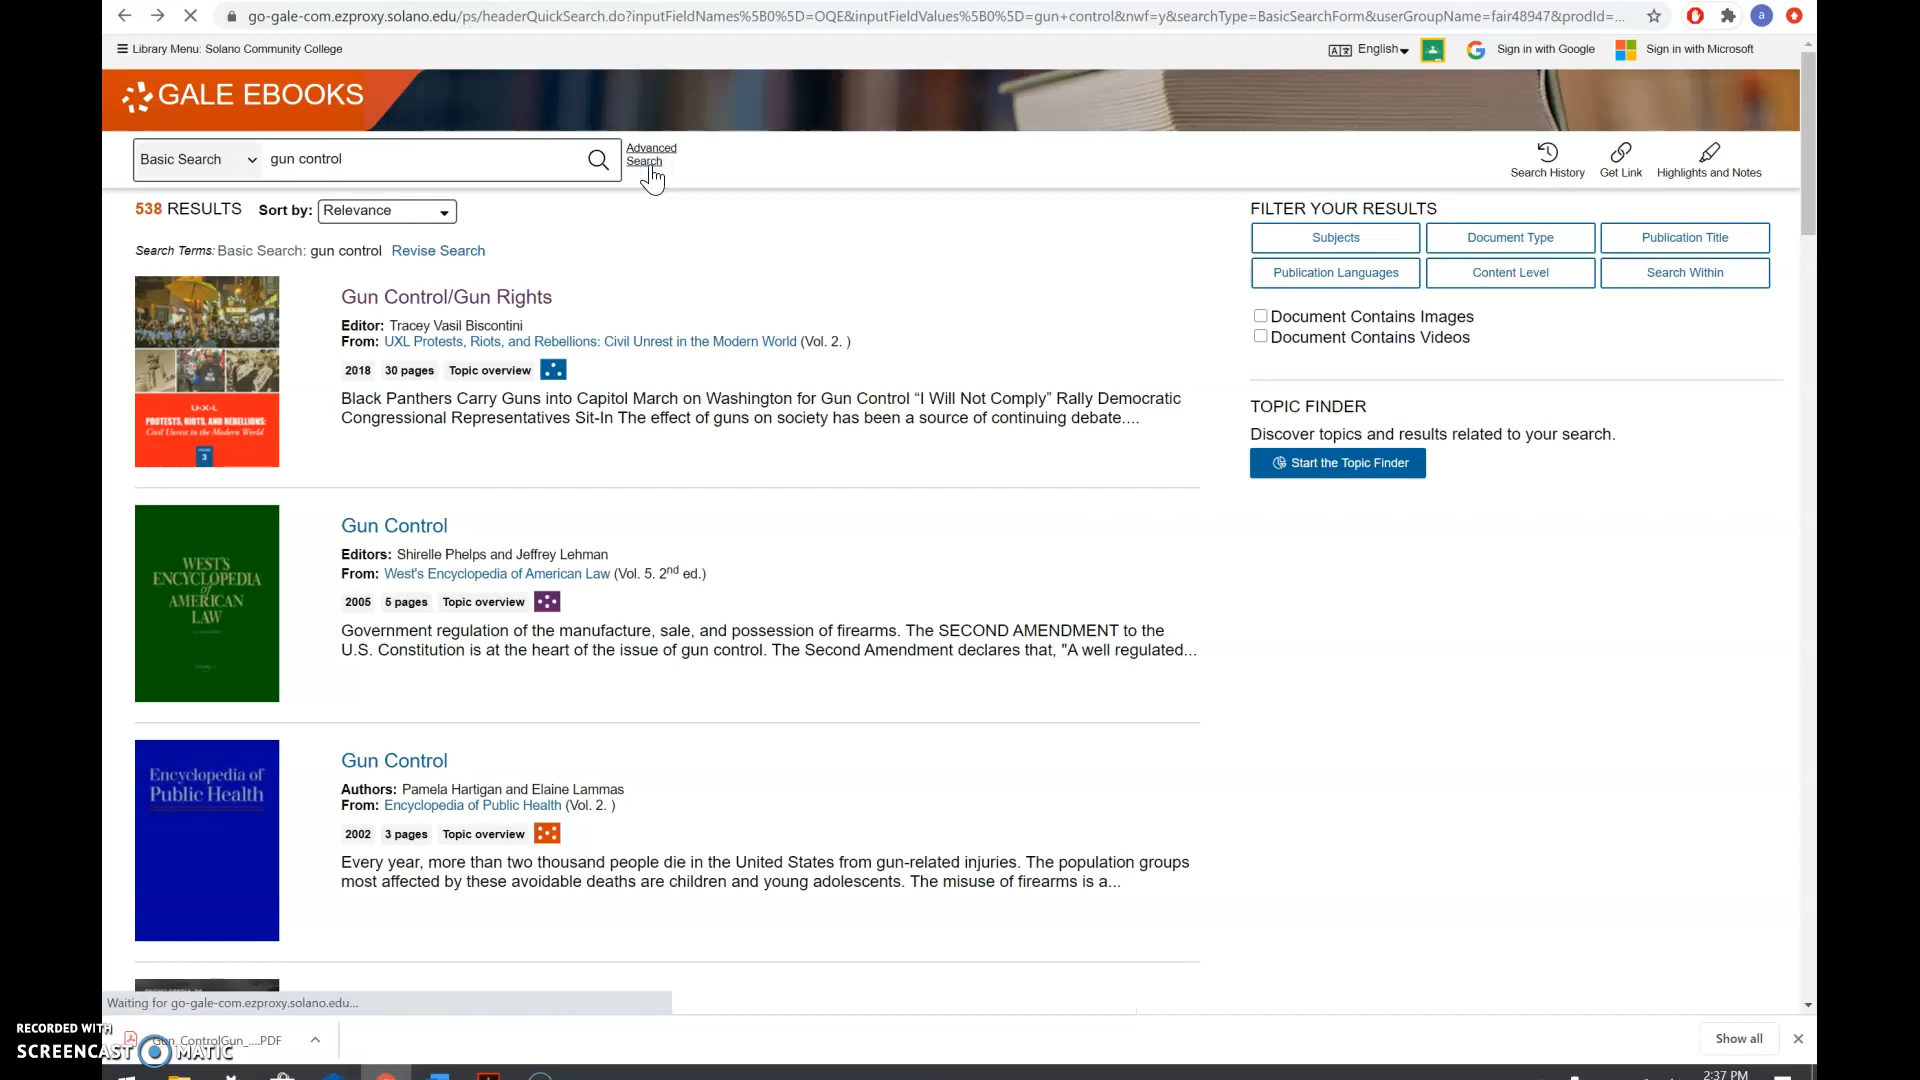 go-gale-com.ezproxy.solano.edu/ps/headerQuickSearch.do?inputFieldNames%5B0%5D=OQE&inputFieldValues%5B0%5D=gun+control&nwf=y&searchType=BasicSearchForm&userGroupName=fair48947&prodId=...
a
Library Menu: Solano Community College
English
Sign in with Google
Sign in with Microsoft
GALE EBOOKS
Basic Search
gun control
Advanced
Search
Search History
Get Link
Highlights and Notes
538 RESULTS
Sort by: Relevance
Search Terms: Basic Search: gun control Revise Search
Gun Control/Gun Rights
Editor: Tracey Vasil Biscontini
From: UXL Protests, Riots, and Rebellions: Civil Unrest in the Modern World (Vol. 2. )
2018 30 pages Topic overview
Black Panthers Carry Guns into Capitol March on Washington for Gun Control “I Will Not Comply” Rally Democratic
Congressional Representatives Sit-In The effect of guns on society has been a source of continuing debate....
U·X·L
PROTESTS, RIOTS, AND REBELLIONS:
Civil Unrest in the Modern World
3
Gun Control
Editors: Shirelle Phelps and Jeffrey Lehman
From: West's Encyclopedia of American Law (Vol. 5. 2nd ed.)
2005 5 pages Topic overview
Government regulation of the manufacture, sale, and possession of firearms. The SECOND AMENDMENT to the
U.S. Constitution is at the heart of the issue of gun control. The Second Amendment declares that, "A well regulated...
WEST'S
ENCYCLOPEDIA
of
AMERICAN
LAW
Gun Control
Authors: Pamela Hartigan and Elaine Lammas
From: Encyclopedia of Public Health (Vol. 2. )
2002 3 pages Topic overview
Every year, more than two thousand people die in the United States from gun-related injuries. The population groups
most affected by these avoidable deaths are children and young adolescents. The misuse of firearms is a...
Encyclopedia of
Public Health
FILTER YOUR RESULTS
Subjects
Document Type
Publication Title
Publication Languages
Content Level
Search Within
Document Contains Images
Document Contains Videos
TOPIC FINDER
Discover topics and results related to your search.
Start the Topic Finder
Waiting for go-gale-com.ezproxy.solano.edu...
Gun_ControlGun_....PDF
Show all
RECORDED WITH
SCREENCAST MATIC
2:37 PM